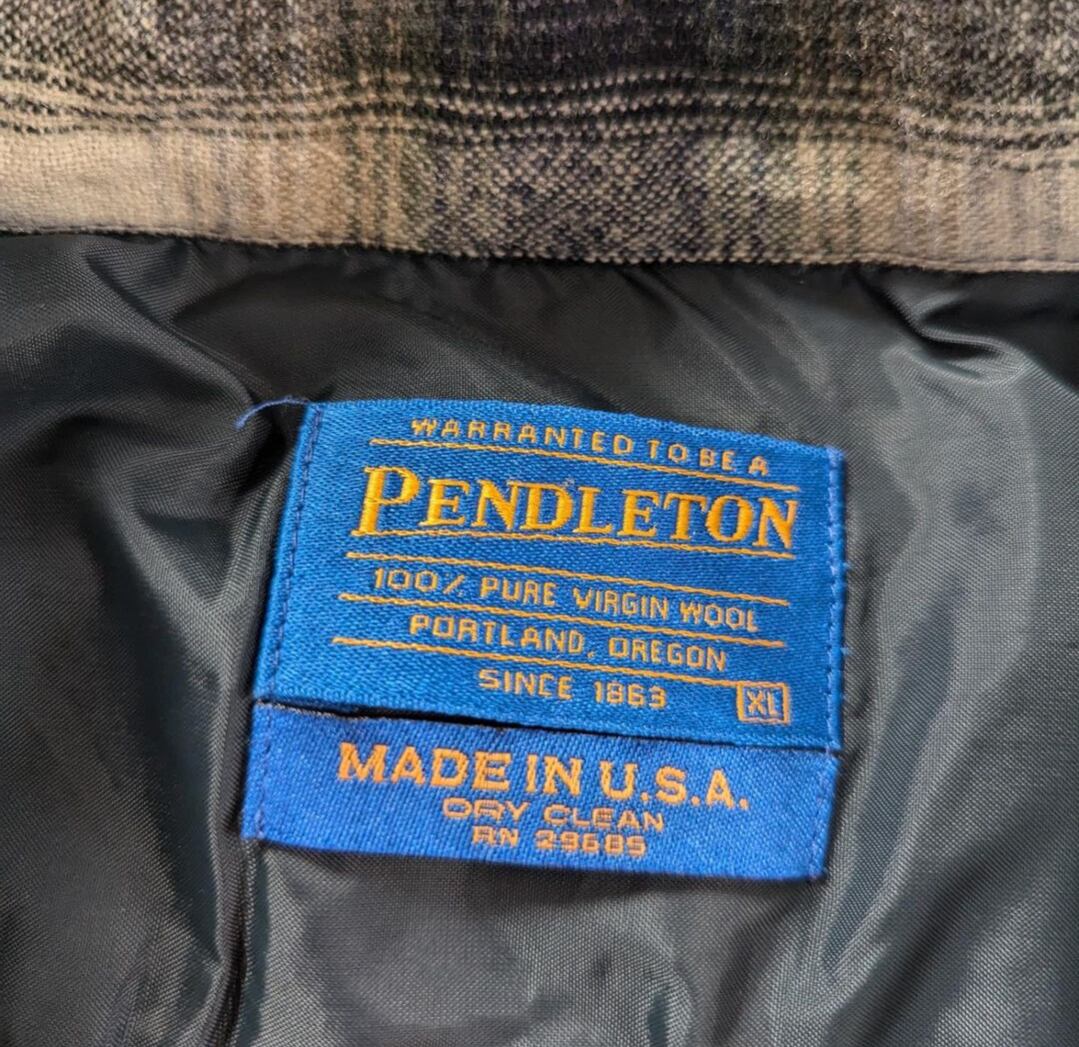 WARRANTED TO BE A
PENDLETON
100% PURE VIRGIN WOOL
PORTLAND, OREGON
SINCE 1863
XL
MADE IN U.S.A.
DRY CLEAN
RN 29685